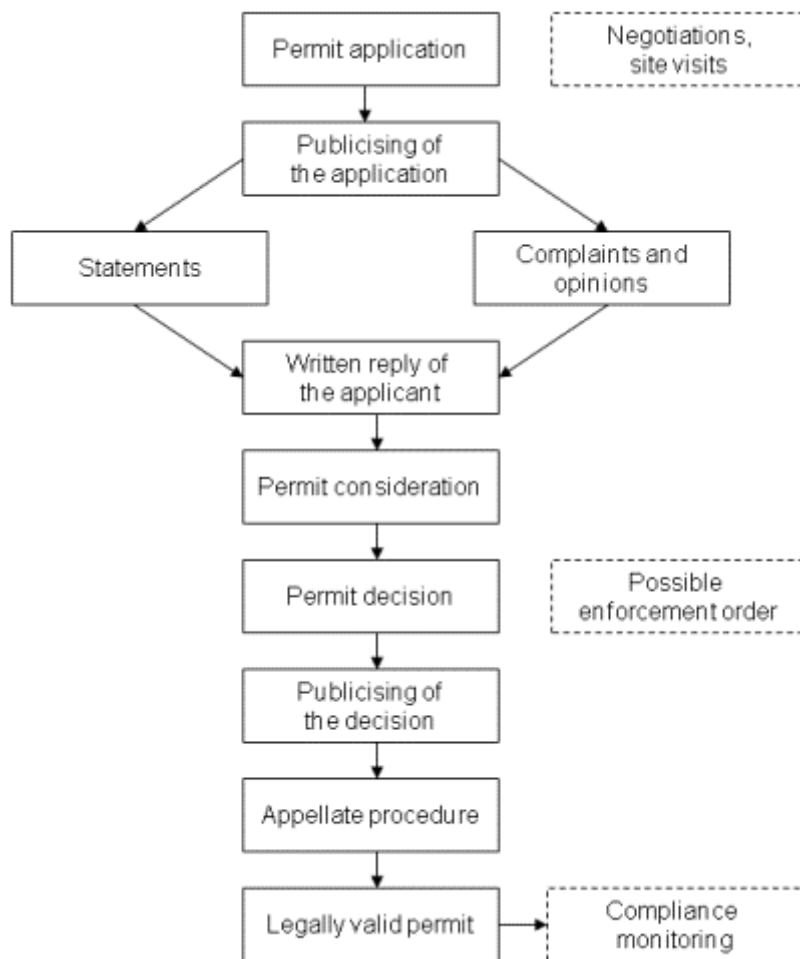 Permit application
Negotiations,
site visits
Publicising of
the application
Statements
Complaints and
opinions
Written reply of
the applicant
Permit consideration
Permit decision
Possible
enforcement order
Publicising of
the decision
Appellate procedure
Legally valid permit
Compliance
monitoring